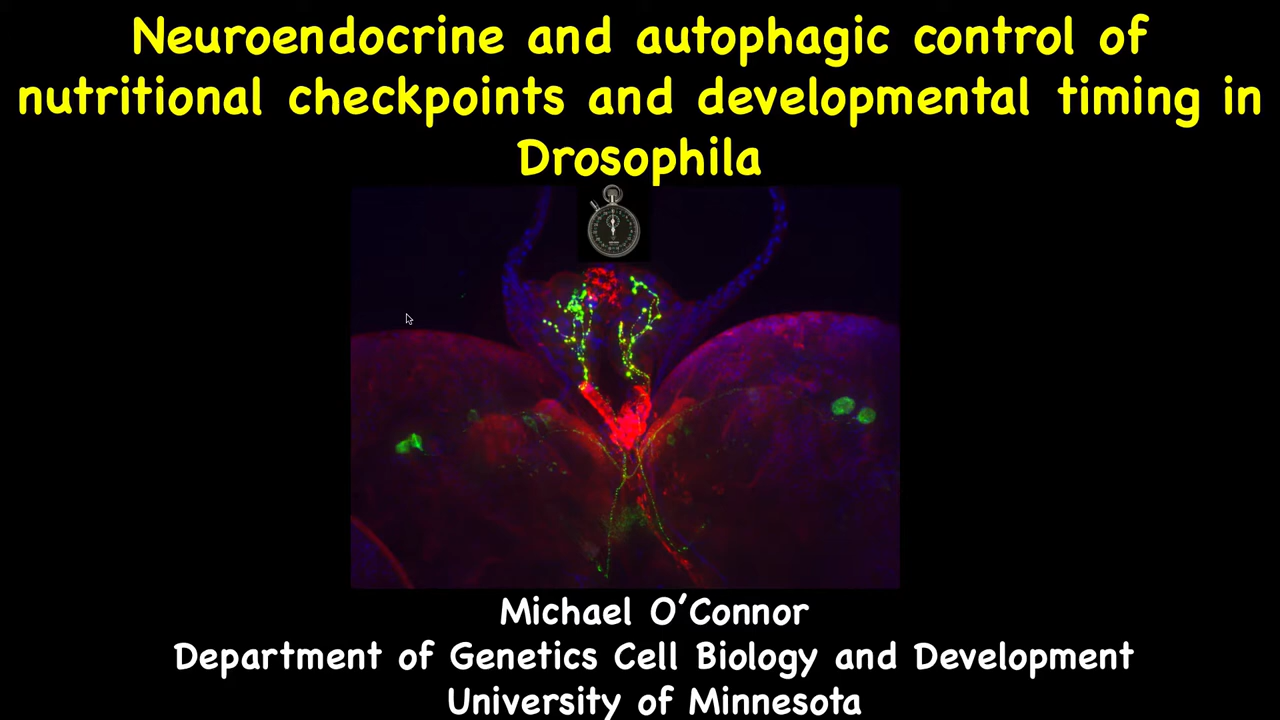 Neuroendocrine and autophagic control of
nutritional checkpoints and developmental timing in
Drosophila
Michael O’Connor
Department of Genetics Cell Biology and Development
University of Minnesota